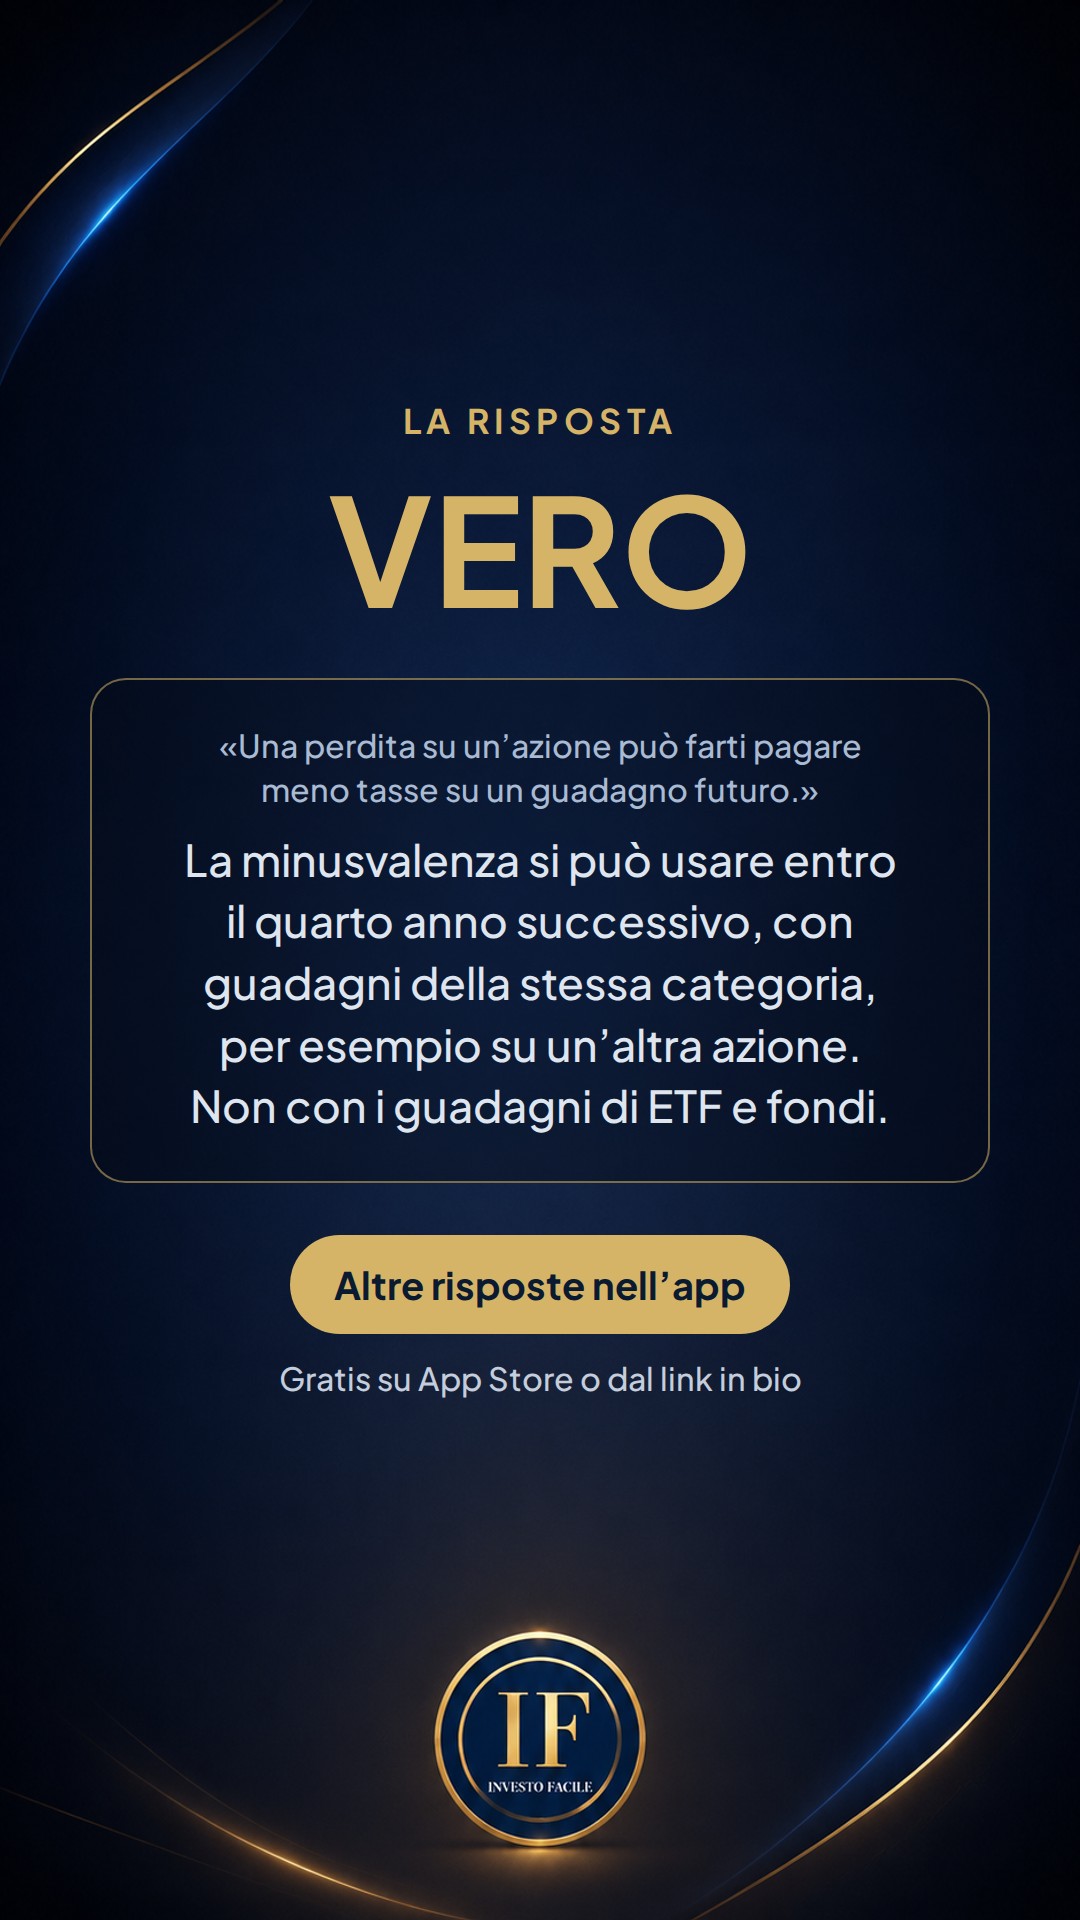 LA RISPOSTA
VERO
«Una perdita su un’azione può farti pagare
meno tasse su un guadagno futuro.»
La minusvalenza si può usare entro
il quarto anno successivo, con
guadagni della stessa categoria,
per esempio su un’altra azione.
Non con i guadagni di ETF e fondi.
Altre risposte nell’app
Gratis su App Store o dal link in bio
IF
INVESTO FACILE